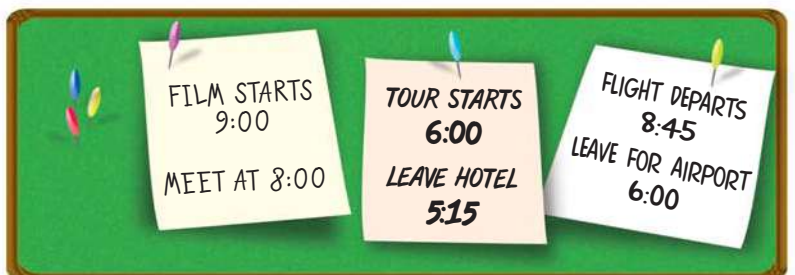 FILM STARTS
9:00
MEET AT 8:00
TOUR STARTS
6:00
LEAVE HOTEL
5:15
FLIGHT DEPARTS
8:45
LEAVE FOR AIRPORT
6:00